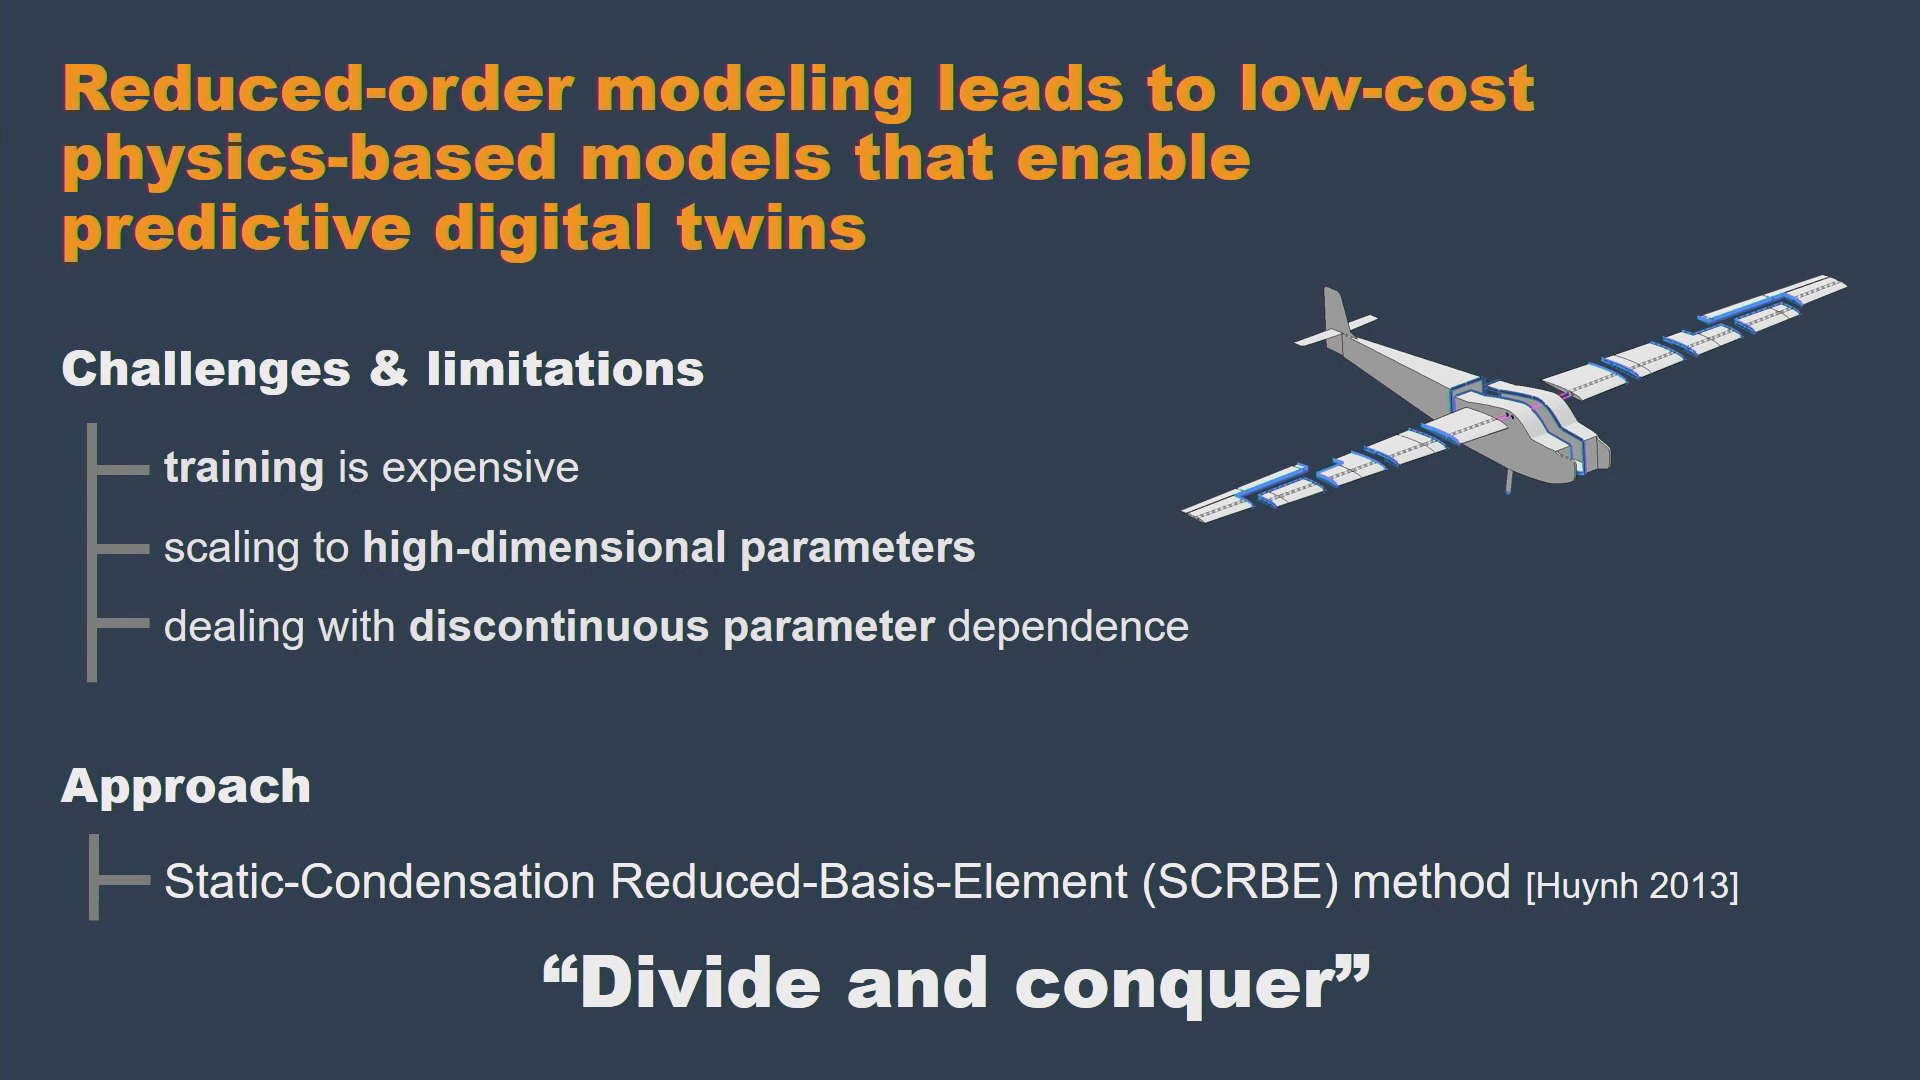 Reduced-order modeling leads to low-cost
physics-based models that enable
predictive digital twins
Challenges & limitations
training is expensive
scaling to high-dimensional parameters
dealing with discontinuous parameter dependence
Approach
Static-Condensation Reduced-Basis-Element (SCRBE) method [Huynh 2013]
“Divide and conquer”